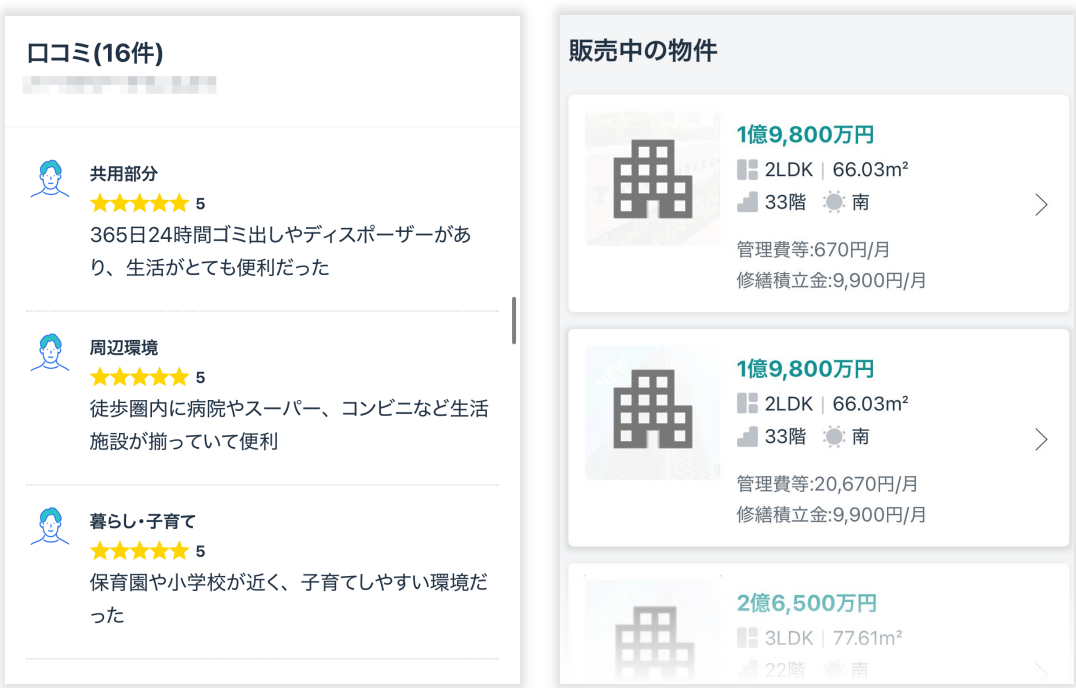 口コミ(16件)
共用部分
5
365日24時間ゴミ出しやディスポーザーがあ
り、生活がとても便利だった
周辺環境
5
徒歩圏内に病院やスーパー、コンビニなど生活
施設が揃っていて便利
暮らし・子育て
5
保育園や小学校が近く、子育てしやすい環境だ
った
販売中の物件
1億9,800万円
2LDK | 66.03m²
33階 南
管理費等:670円/月
修繕積立金:9,900円/月
1億9,800万円
2LDK | 66.03m²
33階 南
管理費等:20,670円/月
修繕積立金:9,900円/月
2億6,500万円
3LDK | 77.61m²
22階 南